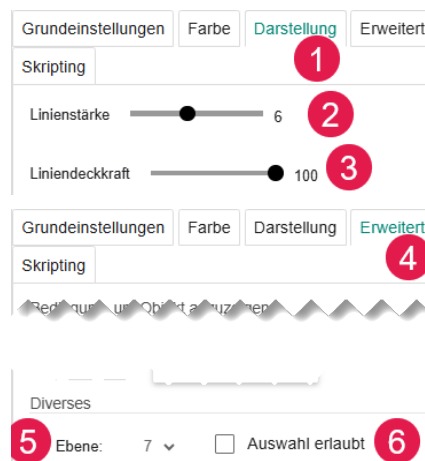 Grundeinstellungen Farbe Darstellung Erweitert
Skripting
1
Linienstärke 6 2
Liniendeckkraft 100 3
Grundeinstellungen Farbe Darstellung Erweitert
Skripting
4
Diverses
5 Ebene: 7 Auswahl erlaubt 6